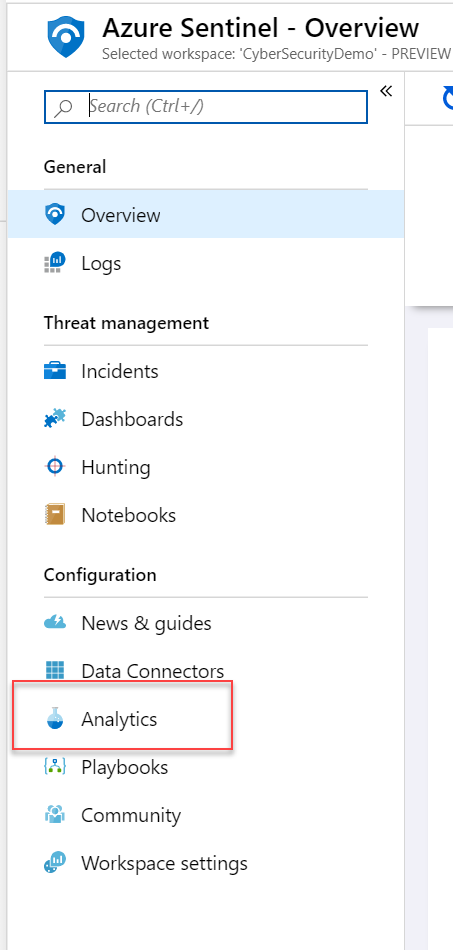 Azure Sentinel - Overview
Selected workspace: 'CyberSecurityDemo' - PREVIEW
Search (Ctrl+/)
General
Overview
Logs
Threat management
Incidents
Dashboards
Hunting
Notebooks
Configuration
News & guides
Data Connectors
Analytics
Playbooks
Community
Workspace settings